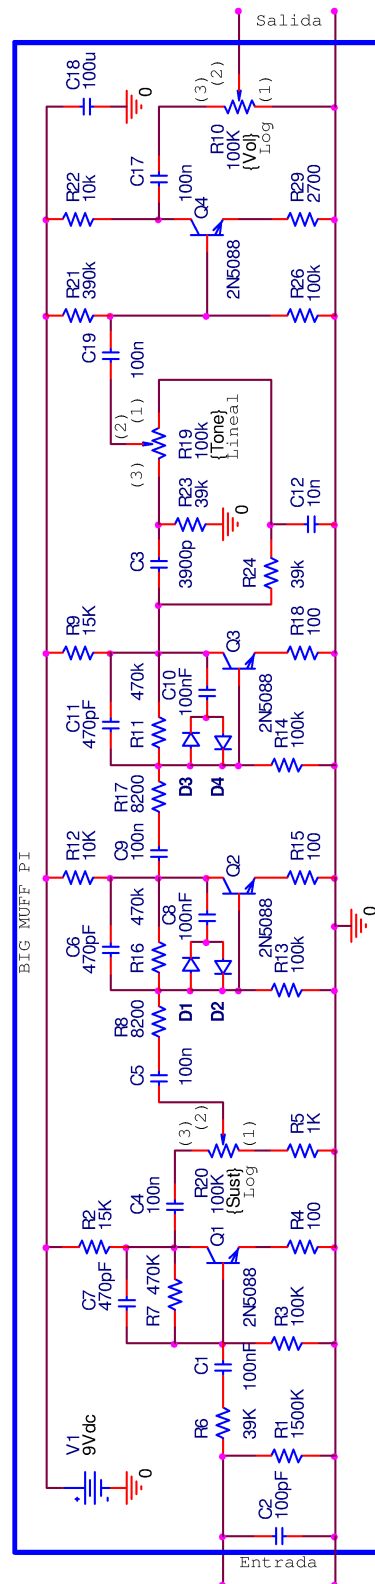 BIG MUFF PI
Entrada
V1
9Vdc
0
C2
100pF
R1
1500K
R6
39K
C1
100nF
R3
100K
C7
470pF
R7
470K
R2
15K
Q1
2N5088
R4
100
C4
100n
(3)
(2)
R20
100K
{Sust}
Log
(1)
R5
1K
C5
100n
R8
8200
C6
470pF
R16
470k
D1
D2
C8
100nF
R12
10K
Q2
2N5088
R13
100k
R15
100
0
C9
100n
R17
8200
C11
470pF
R11
470k
D3
D4
C10
100nF
R9
15K
Q3
2N5088
R14
100k
R18
100
C3
3900p
R23
39k
0
R24
39k
C12
10n
(3)
(2)
(1)
R19
100k
{Tone}
Lineal
C19
100n
R21
390k
R26
100k
R22
10k
Q4
2N5088
R29
2700
C17
100n
C18
100u
0
(3)
(2)
R10
100K
{Vol}
Log
(1)
Salida